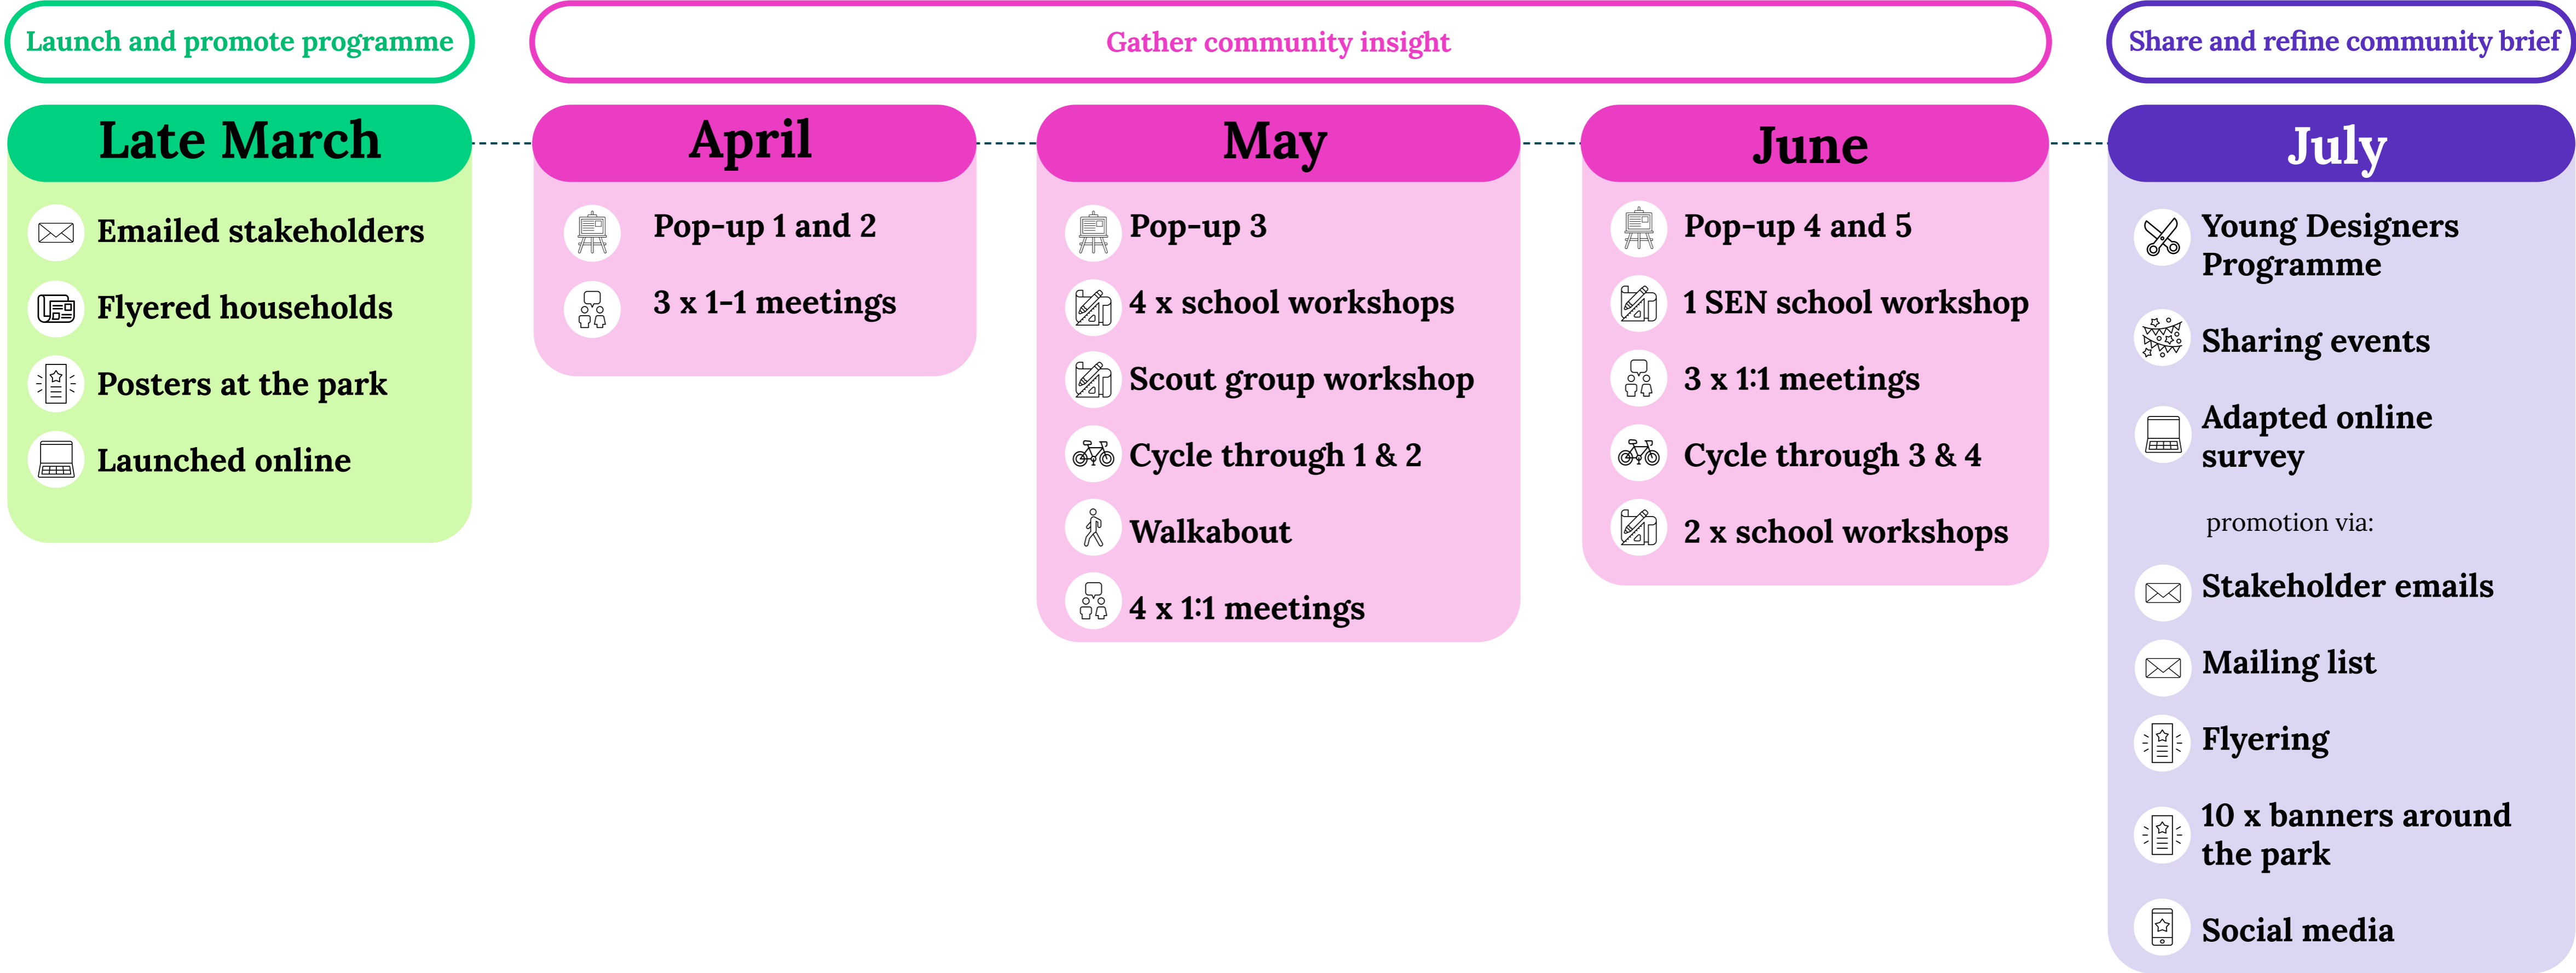 Launch and promote programme
Gather community insight
Share and refine community brief
Late March
Emailed stakeholders
Flyered households
Posters at the park
Launched online
April
Pop-up 1 and 2
3 x 1-1 meetings
May
Pop-up 3
4 x school workshops
Scout group workshop
Cycle through 1 & 2
Walkabout
4 x 1:1 meetings
June
Pop-up 4 and 5
1 SEN school workshop
3 x 1:1 meetings
Cycle through 3 & 4
2 x school workshops
July
Young Designers
Programme
Sharing events
Adapted online
survey
promotion via:
Stakeholder emails
Mailing list
Flyering
10 x banners around
the park
Social media